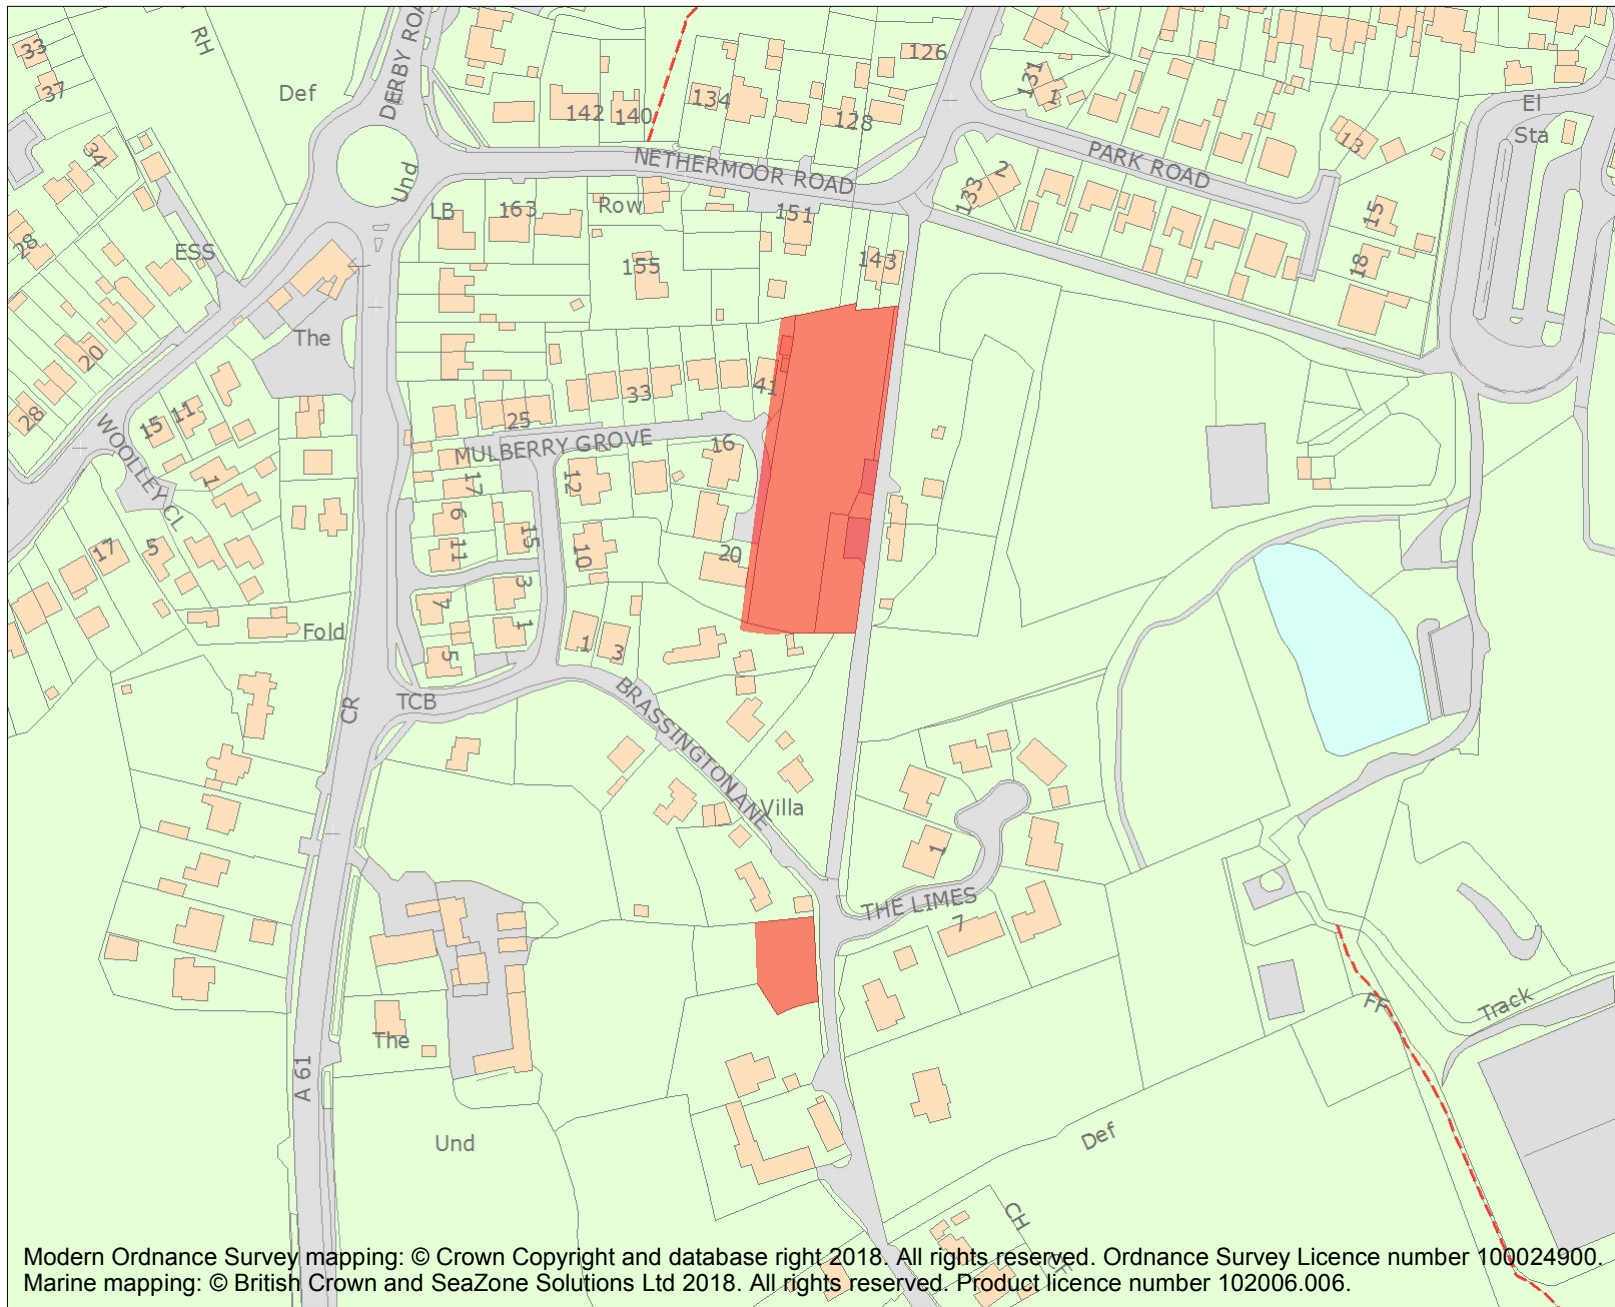 33
RH
DERBY ROA
126
37
Def
142
140
134
128
131
1
El
Sta
13
34
NETHERMOOR ROAD
PARK ROAD
Und
LB
163
Row
151
133
2
15
28
ESS
155
143
18
The
20
41
33
25
28
15
11
WOOLLEY CL
MULBERRY GROVE
16
1
17
12
6
15
17
5
11
10
20
3
7
1
Fold
1
3
5
CR
TCB
BRASSINGTON
ANE
Villa
1
THE LIMES
7
The
FF
Track
A 61
Und
Def
CH
Modern Ordnance Survey mapping: © Crown Copyright and database right 2018. All rights reserved. Ordnance Survey Licence number 100024900.
Marine mapping: © British Crown and SeaZone Solutions Ltd 2018. All rights reserved. Product licence number 102006.006.